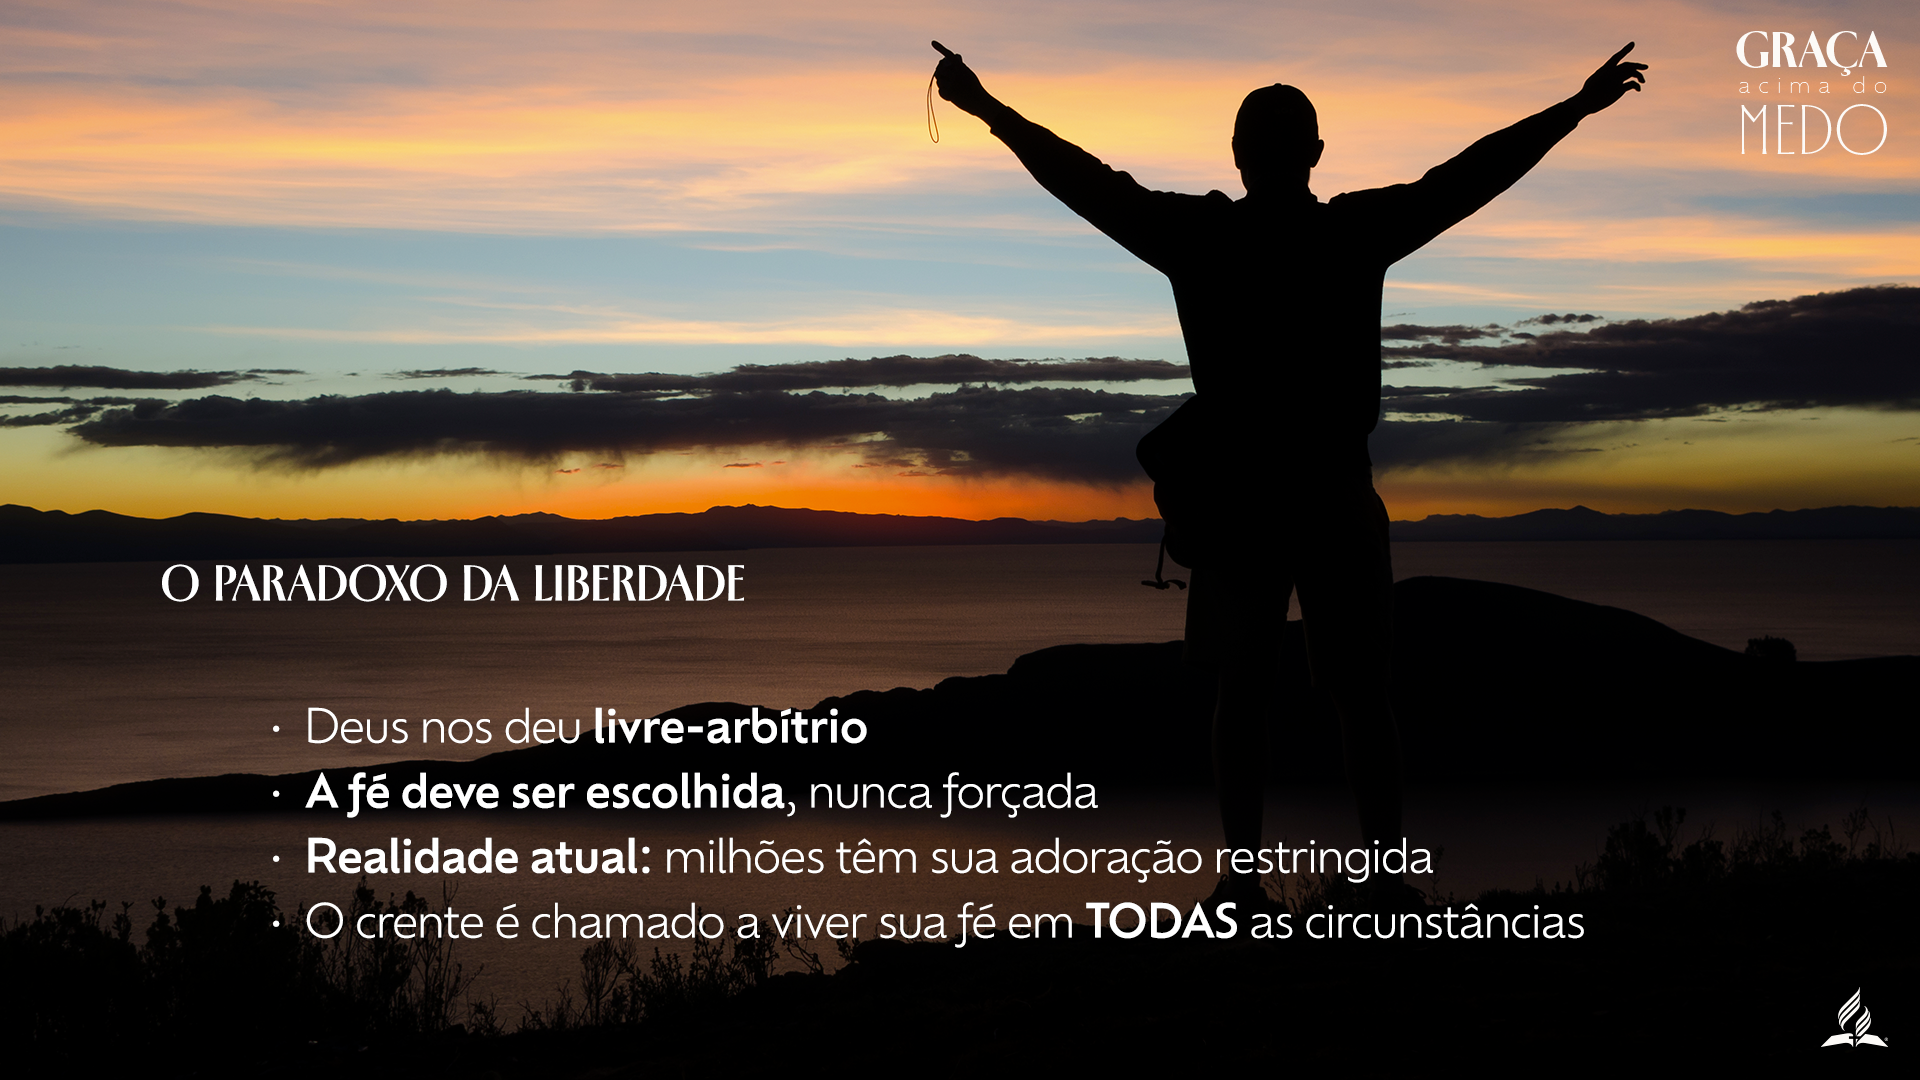 GRAÇA
acima do
MEDO
O PARADOXO DA LIBERDADE
· Deus nos deu livre-arbítrio
· A fé deve ser escolhida, nunca forçada
· Realidade atual: milhões têm sua adoração restringida
· O crente é chamado a viver sua fé em TODAS as circunstâncias